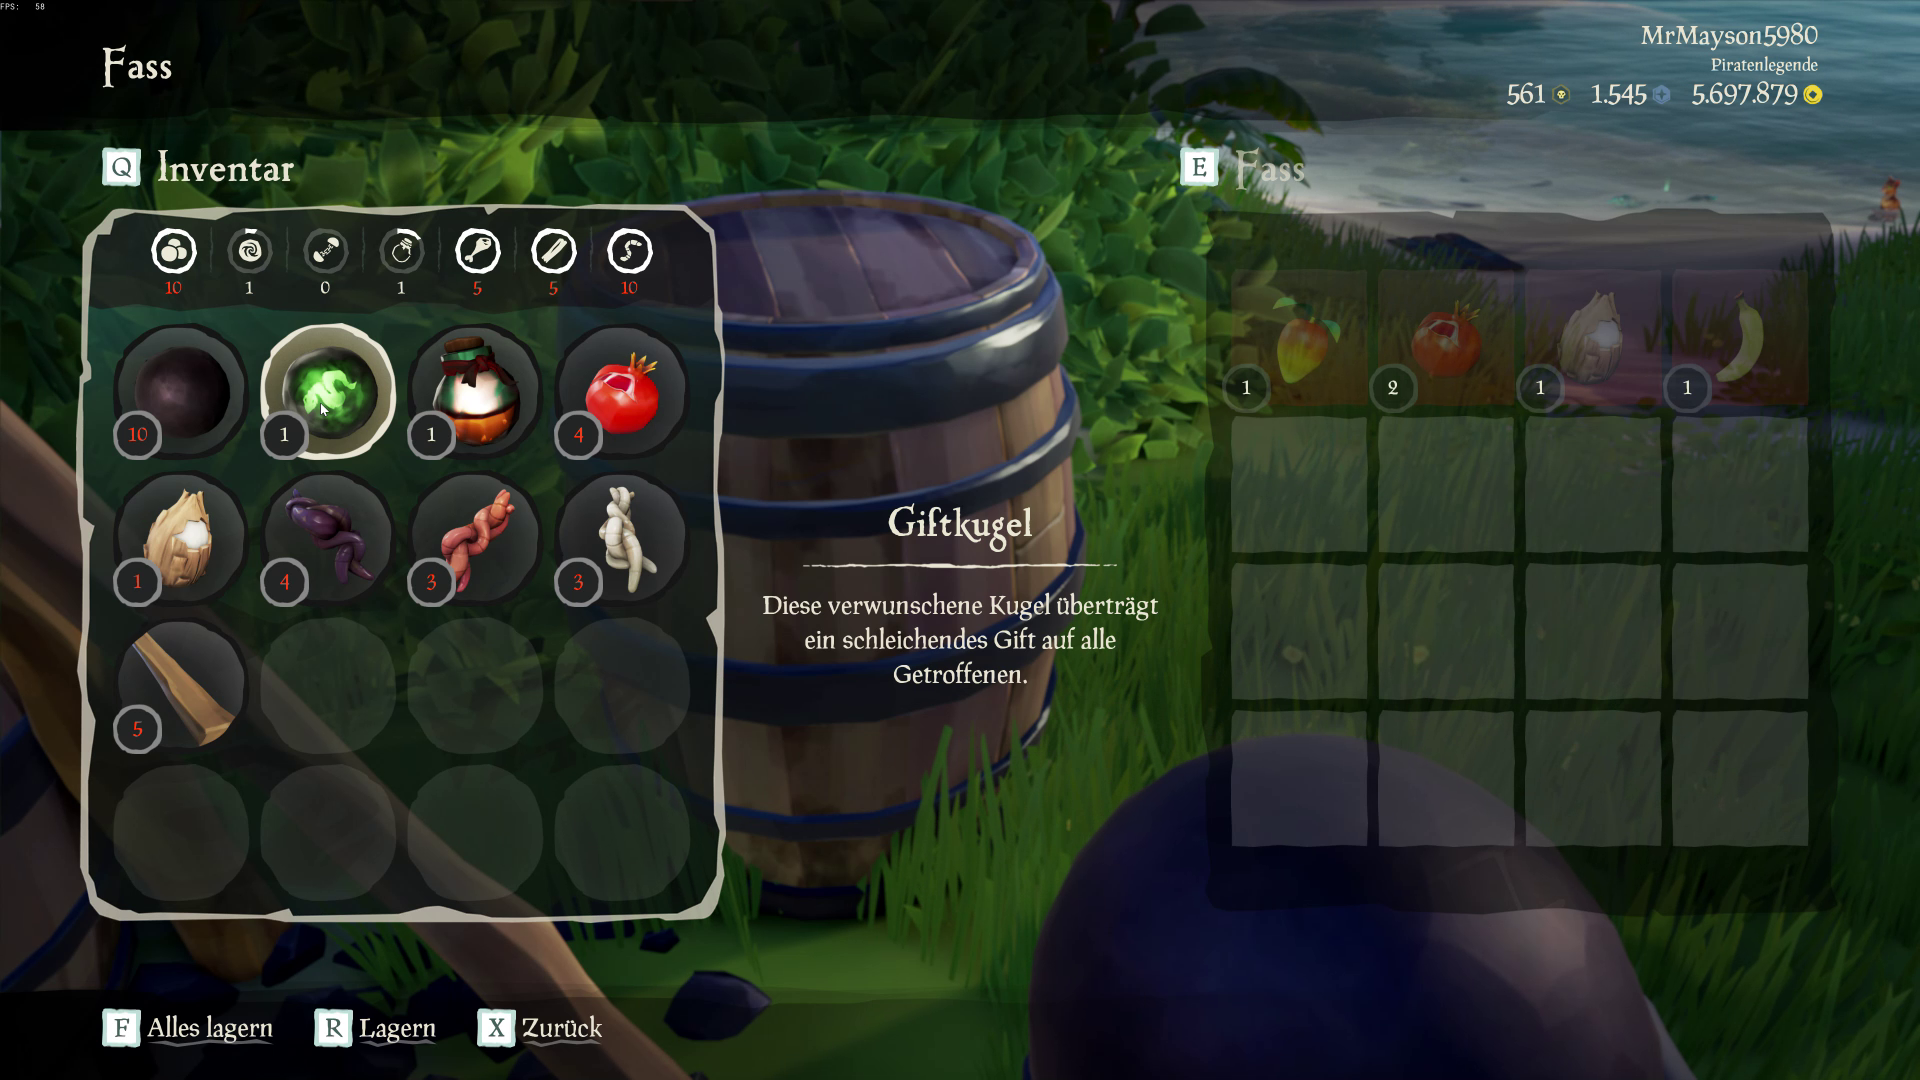 FPS: 58
Fass
MrMayson5980
Piratenlegende
561 1.545 5.697.879
Q Inventar
10 1 0 1 5 5 10
10 1 1 4
1 4 3 3
5
Giftkugel
Diese verwunschene Kugel überträgt
ein schleichendes Gift auf alle
Getroffenen.
E Fass
1 2 1 1
F Alles lagern R Lagern X Zurück